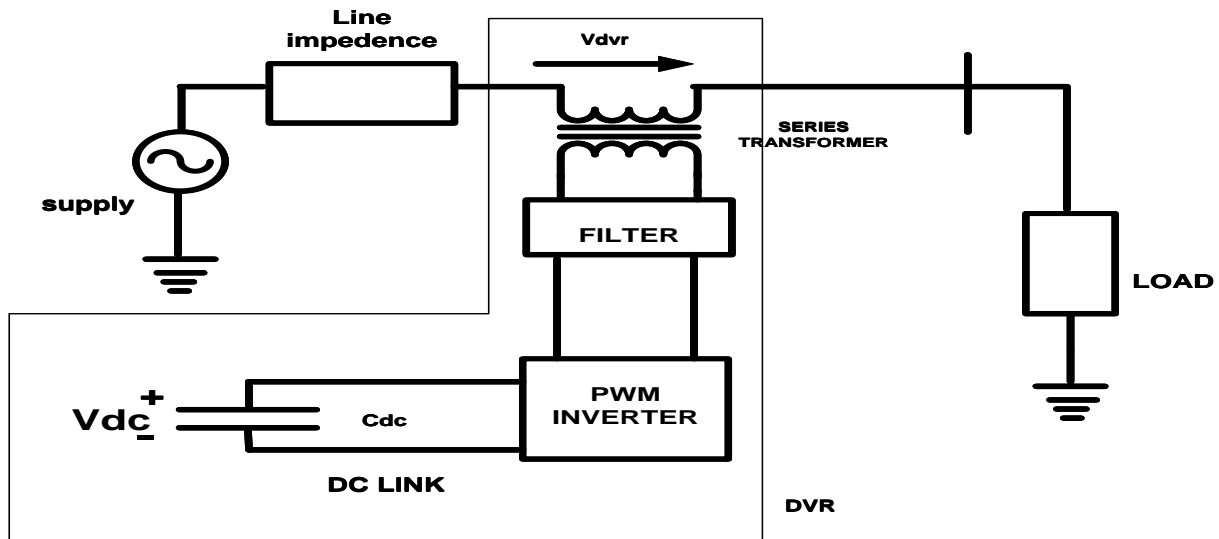 Line
impedence
Vdvr
SERIES
TRANSFORMER
supply
FILTER
LOAD
PWM
INVERTER
+
Vdc
-
Cdc
DC LINK
DVR